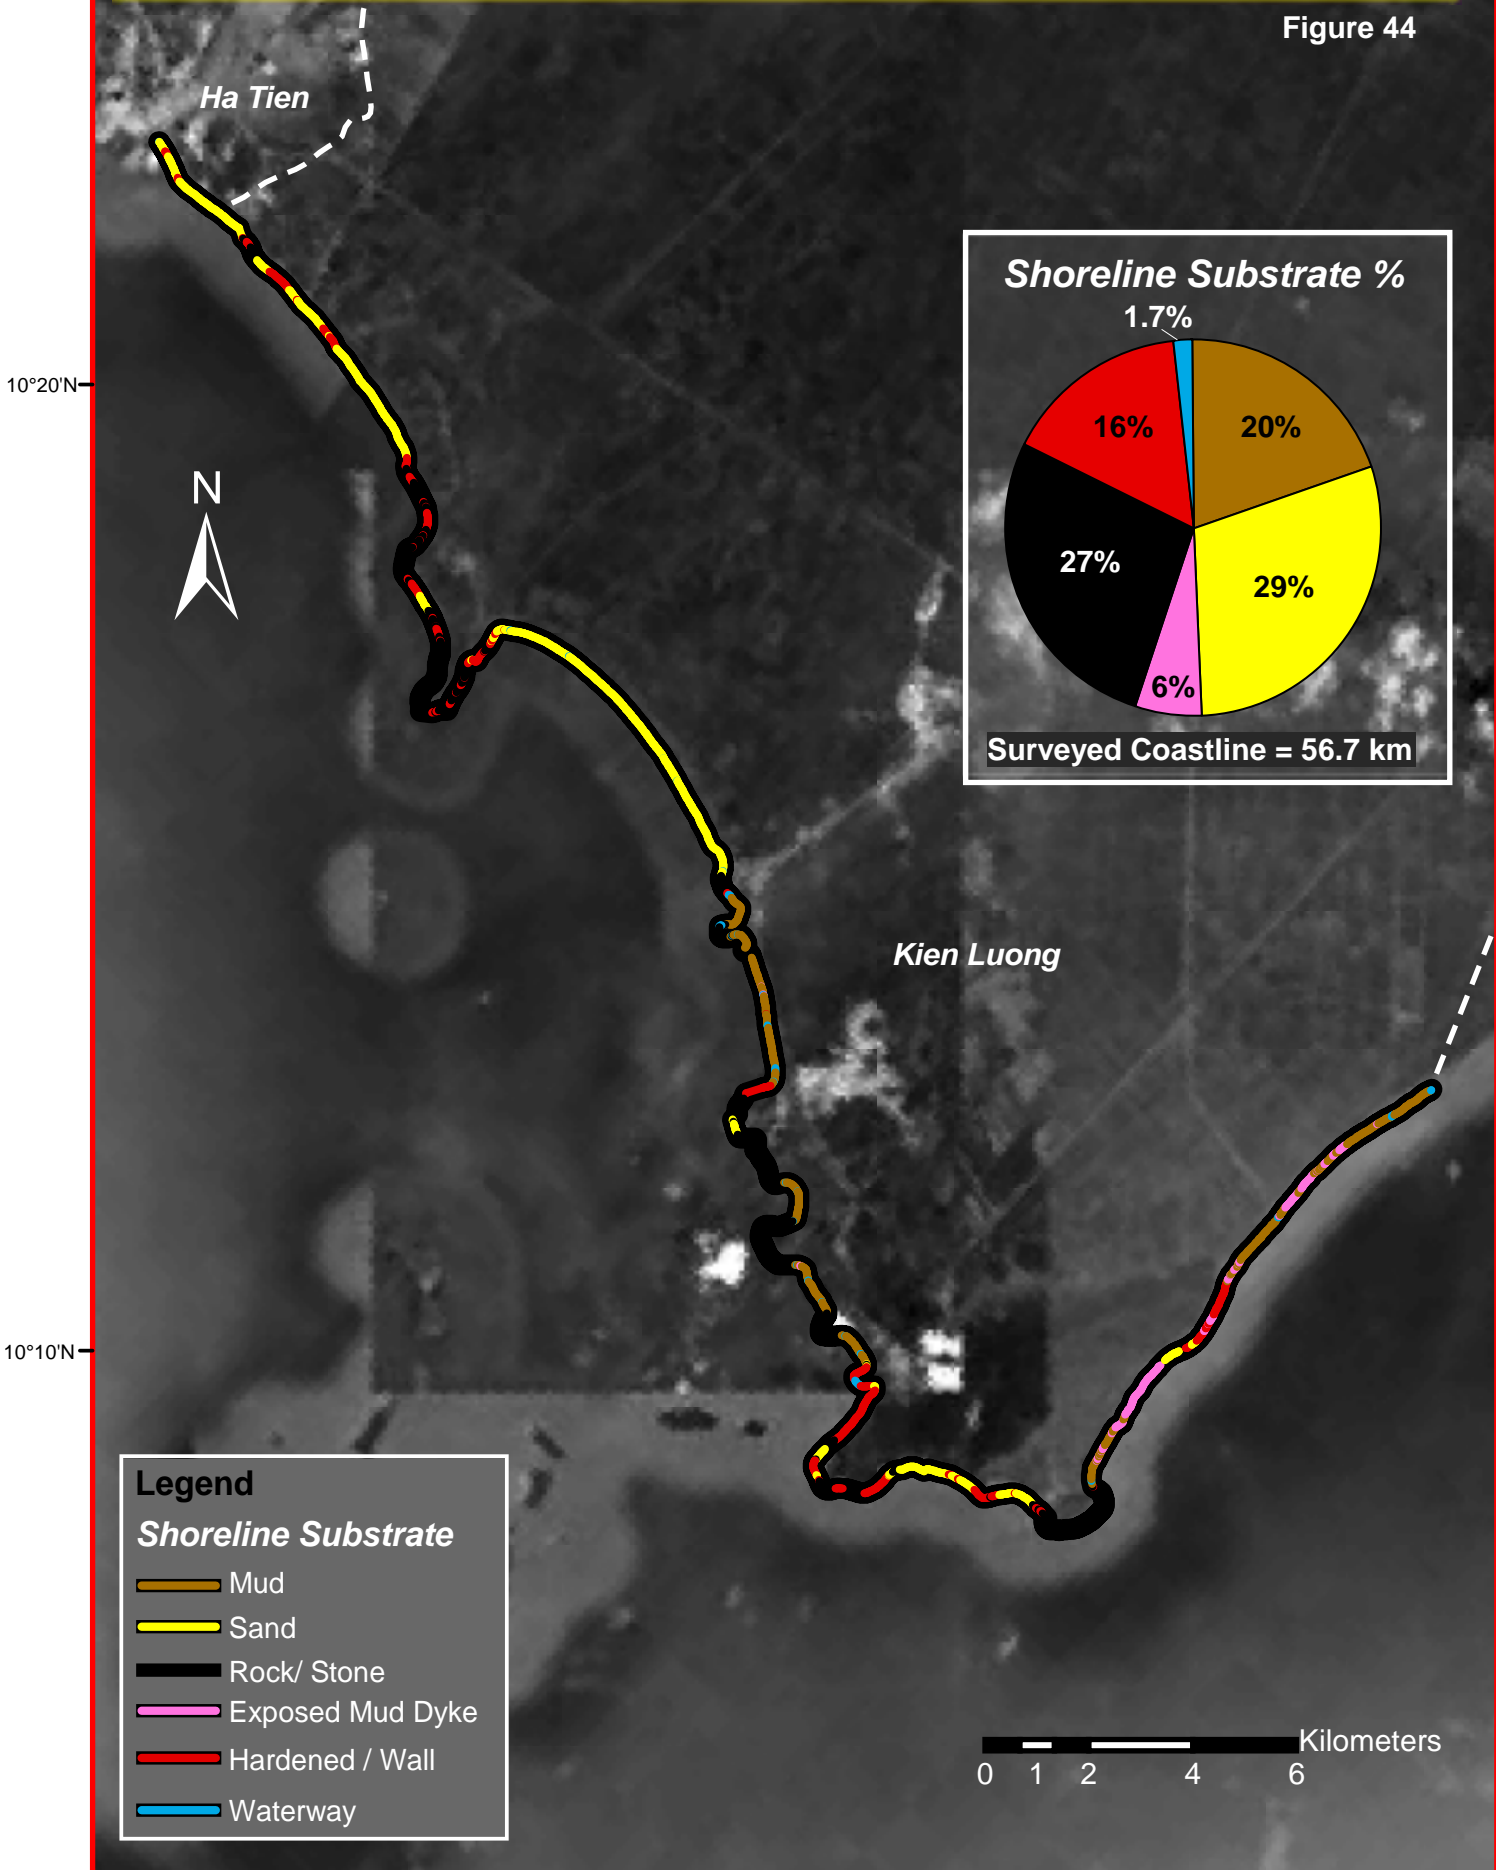 Figure 44
Ha Tien
Shoreline Substrate %
1.7%
16%
20%
27%
29%
6%
Surveyed Coastline = 56.7 km
10°20'N
N
Kien Luong
10°10'N
Legend
Shoreline Substrate
Mud
Sand
Rock/ Stone
Exposed Mud Dyke
Hardened / Wall
Waterway
Kilometers
0 1 2 4 6